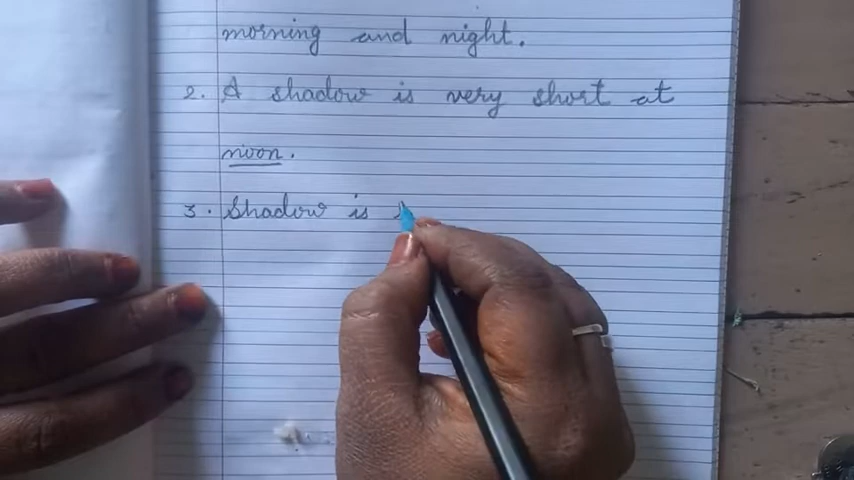 morning and night.
2. A shadow is very short at
noon.
3. Shadow is